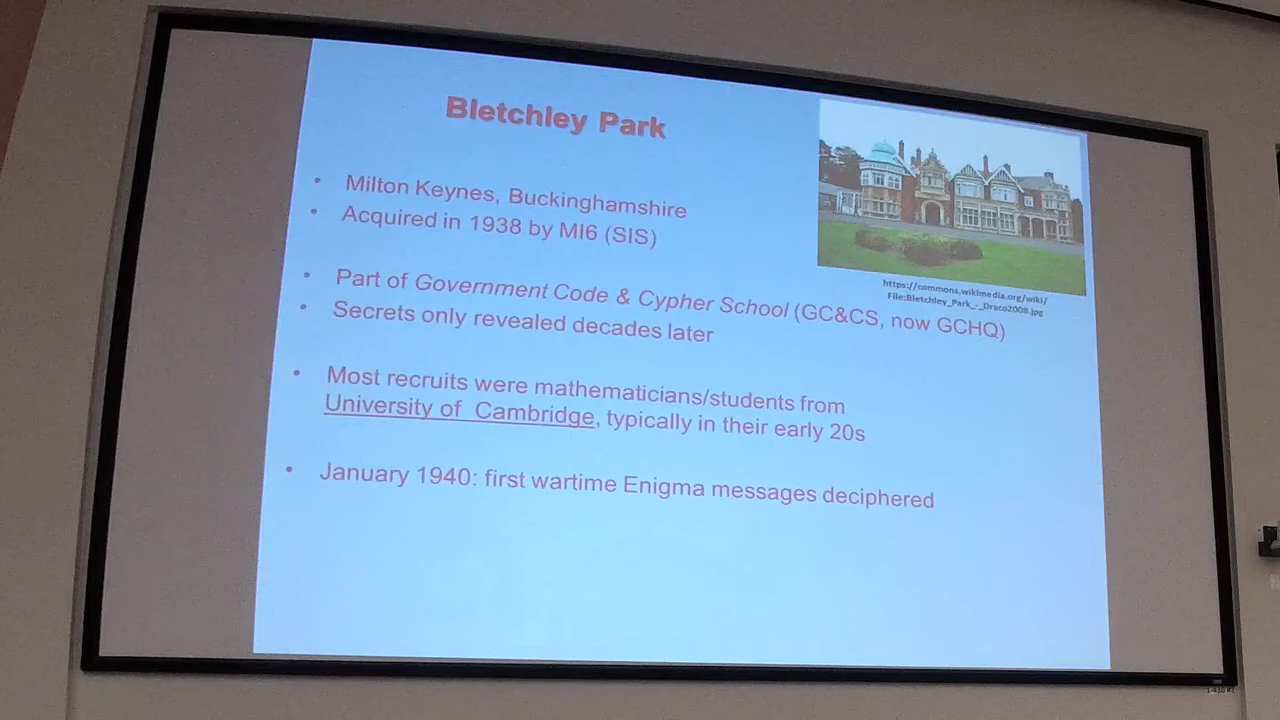 Bletchley Park
• Milton Keynes, Buckinghamshire
• Acquired in 1938 by MI6 (SIS)
https://commons.wikimedia.org/wiki/
File:Bletchley_Park_-_Draco2008.jpg
• Part of Government Code & Cypher School (GC&CS, now GCHQ)
• Secrets only revealed decades later
• Most recruits were mathematicians/students from
University of Cambridge, typically in their early 20s
• January 1940: first wartime Enigma messages deciphered